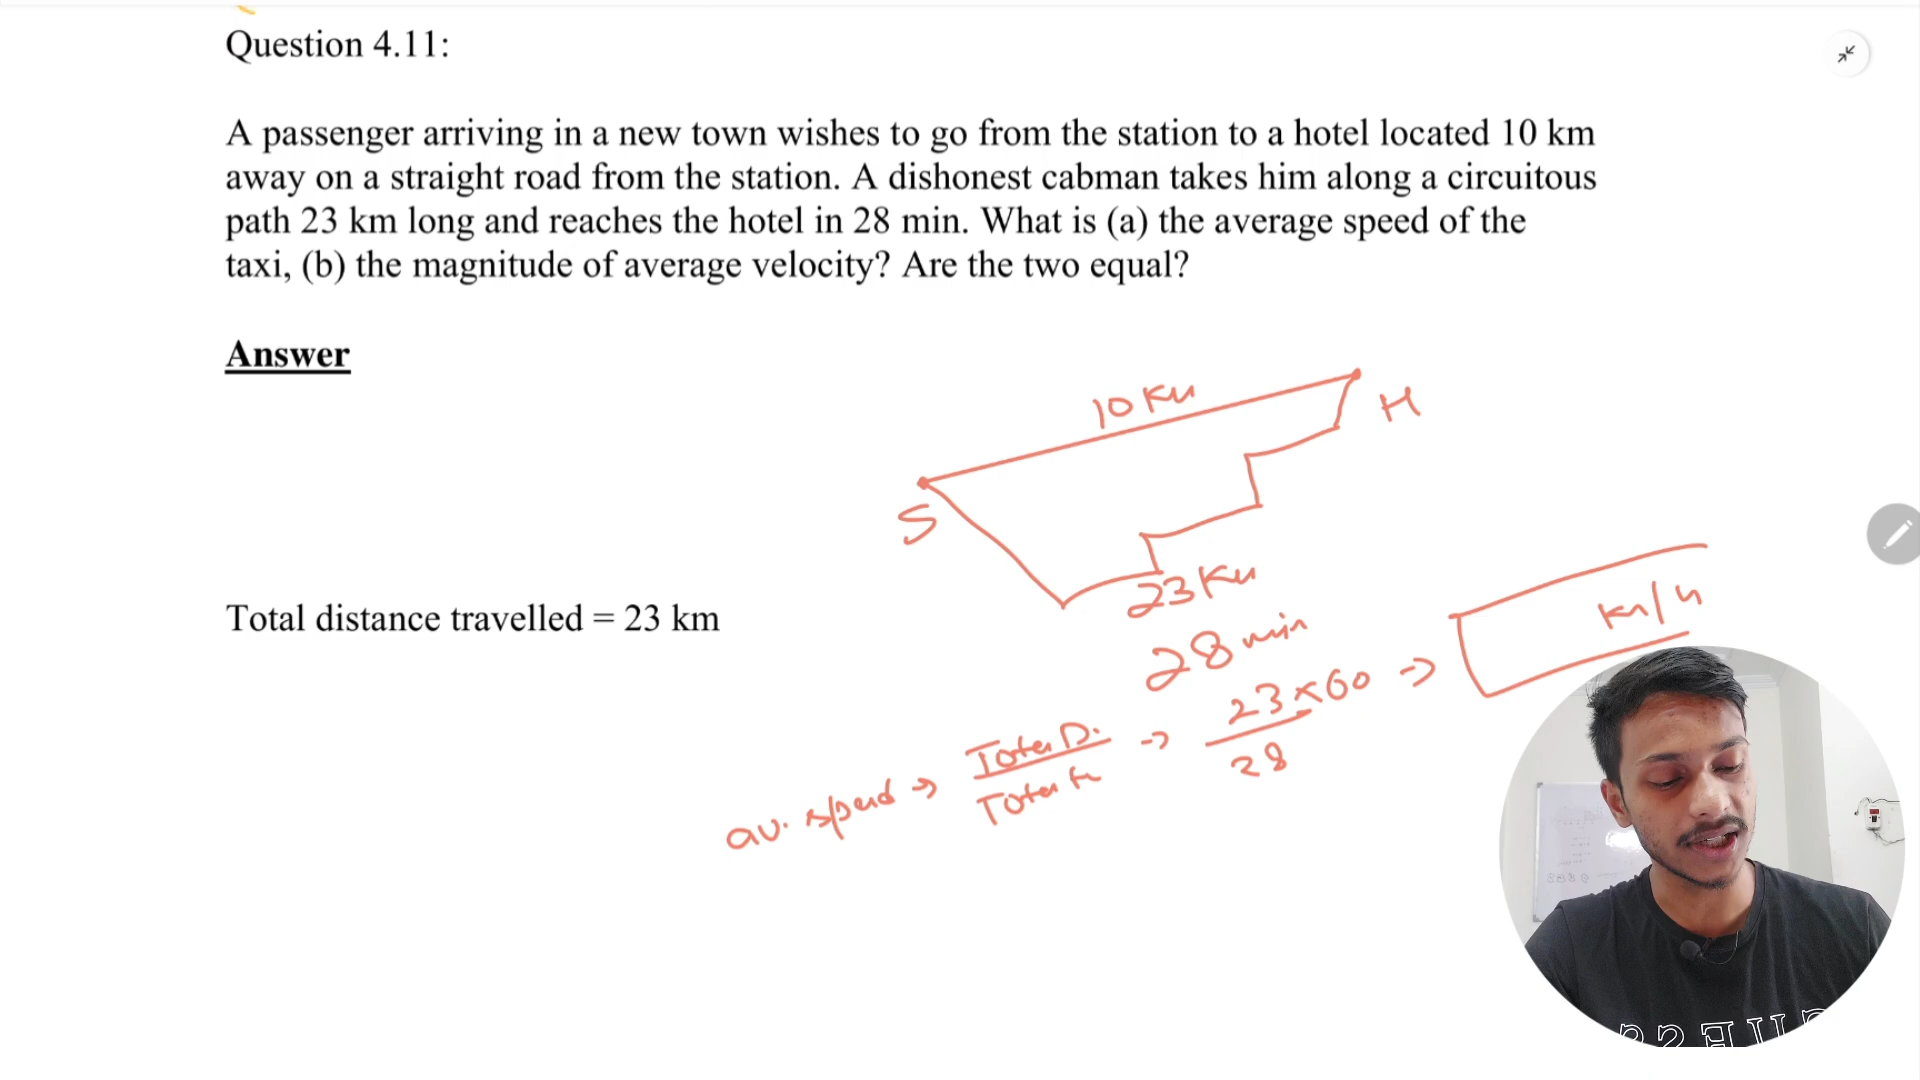 Question 4.11:
A passenger arriving in a new town wishes to go from the station to a hotel located 10 km
away on a straight road from the station. A dishonest cabman takes him along a circuitous
path 23 km long and reaches the hotel in 28 min. What is (a) the average speed of the
taxi, (b) the magnitude of average velocity? Are the two equal?
Answer
10 Km
H
S
23 Km
Total distance travelled = 23 km
28 min
km/h
av. speed → Total D. / Total t → 23 × 60 / 28 →